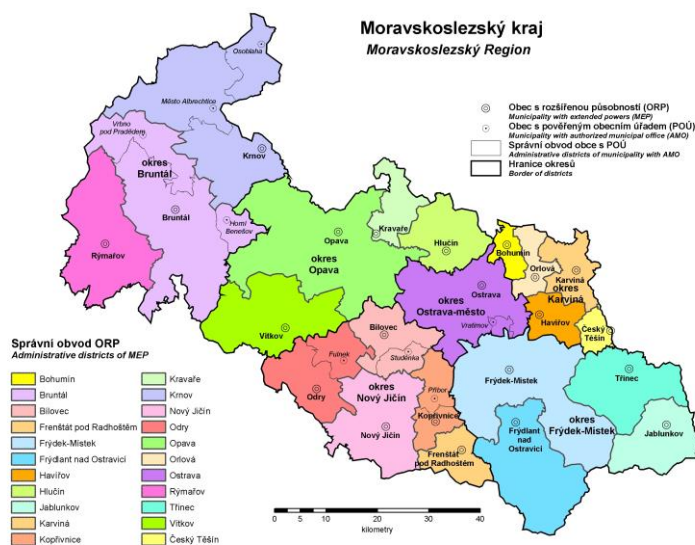 Moravskoslezský kraj
Moravskoslezský Region
Obec s rozšířenou působností (ORP)
Municipality with extended powers (MEP)
Obec s pověřeným obecním úřadem (POÚ)
Municipality with authorized municipal office (AMO)
Správní obvod obce s POÚ
Administrative districts of municipality with AMO
Hranice okresů
Border of districts
Osoblaha
Město Albrechtice
Vrbno
pod Pradědem
Krnov
okres
Bruntál
Bruntál
Horní
Benešov
Rýmařov
Kravaře
Opava
Hlučín
okres
Opava
Bohumín
Orlová
Karviná
okres
Karviná
Ostrava
okres
Ostrava-město
Vratimov
Havířov
Český
Těšín
Vítkov
Bílovec
Studénka
Fulnek
Odry
okres
Nový Jičín
Příbor
Kopřivnice
Nový Jičín
Frenštát
pod Radhoštěm
Frýdek-Místek
Třinec
okres
Frýdek-Místek
Frýdlant
nad
Ostravicí
Jablunkov
Správní obvod ORP
Administrative districts of MEP
Bohumín
Bruntál
Bílovec
Frenštát pod Radhoštěm
Frýdek-Místek
Frýdlant nad Ostravicí
Havířov
Hlučín
Jablunkov
Karviná
Kopřivnice
Kravaře
Krnov
Nový Jičín
Odry
Opava
Orlová
Ostrava
Rýmařov
Třinec
Vítkov
Český Těšín
0 10 20 30 40
kilometry